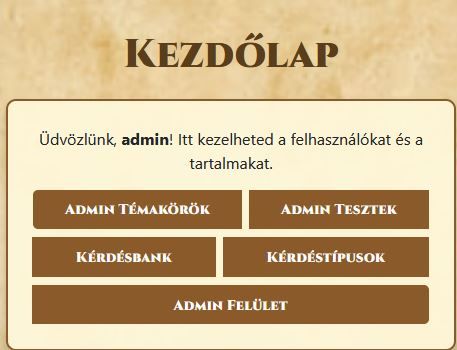 Kezdőlap
Üdvözlünk, admin! Itt kezelheted a felhasználókat és a
tartalmakat.
Admin Témakörök
Admin Tesztek
Kérdésbank
Kérdéstípusok
Admin Felület